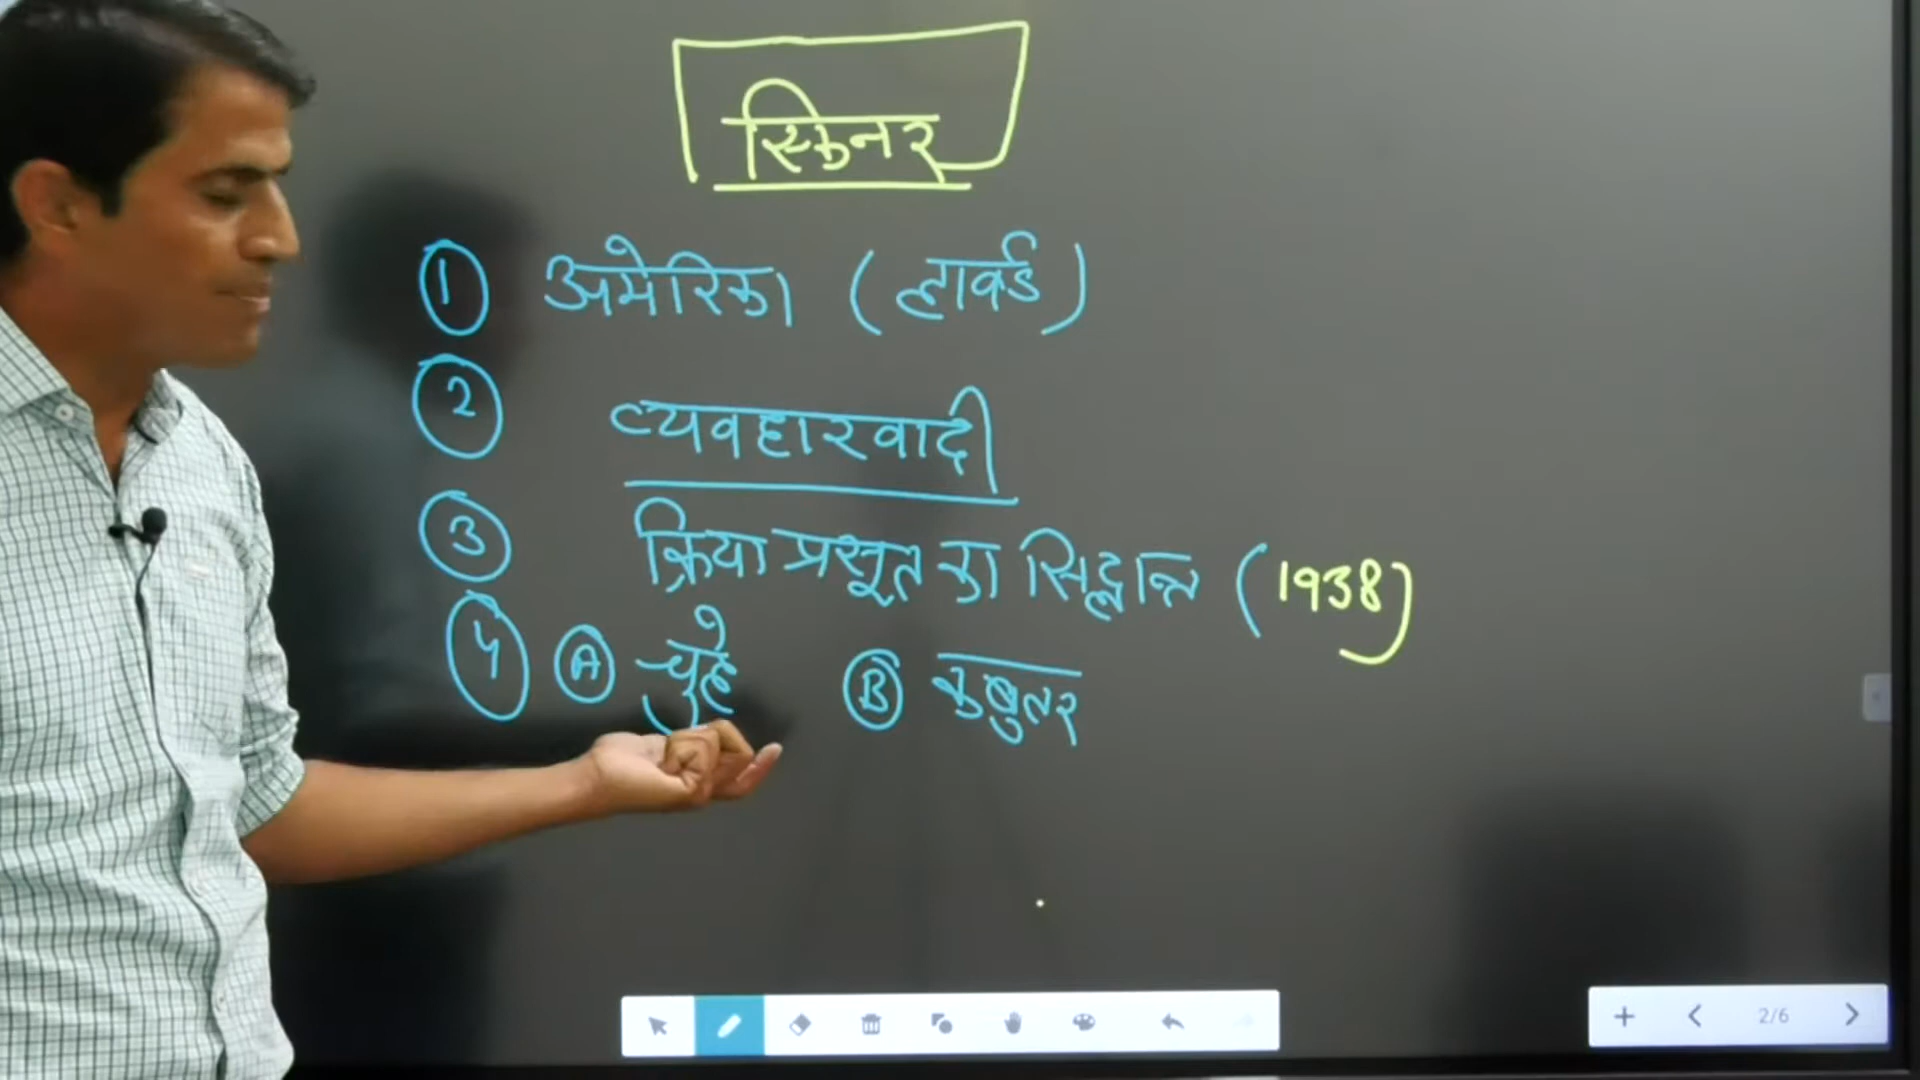 स्किनर
① अमेरिका (हार्वर्ड)
② व्यवहारवादी
③ क्रिया प्रसूत का सिद्धान्त (1938)
④ Ⓐ चुहे Ⓑ कबुतर
2/6